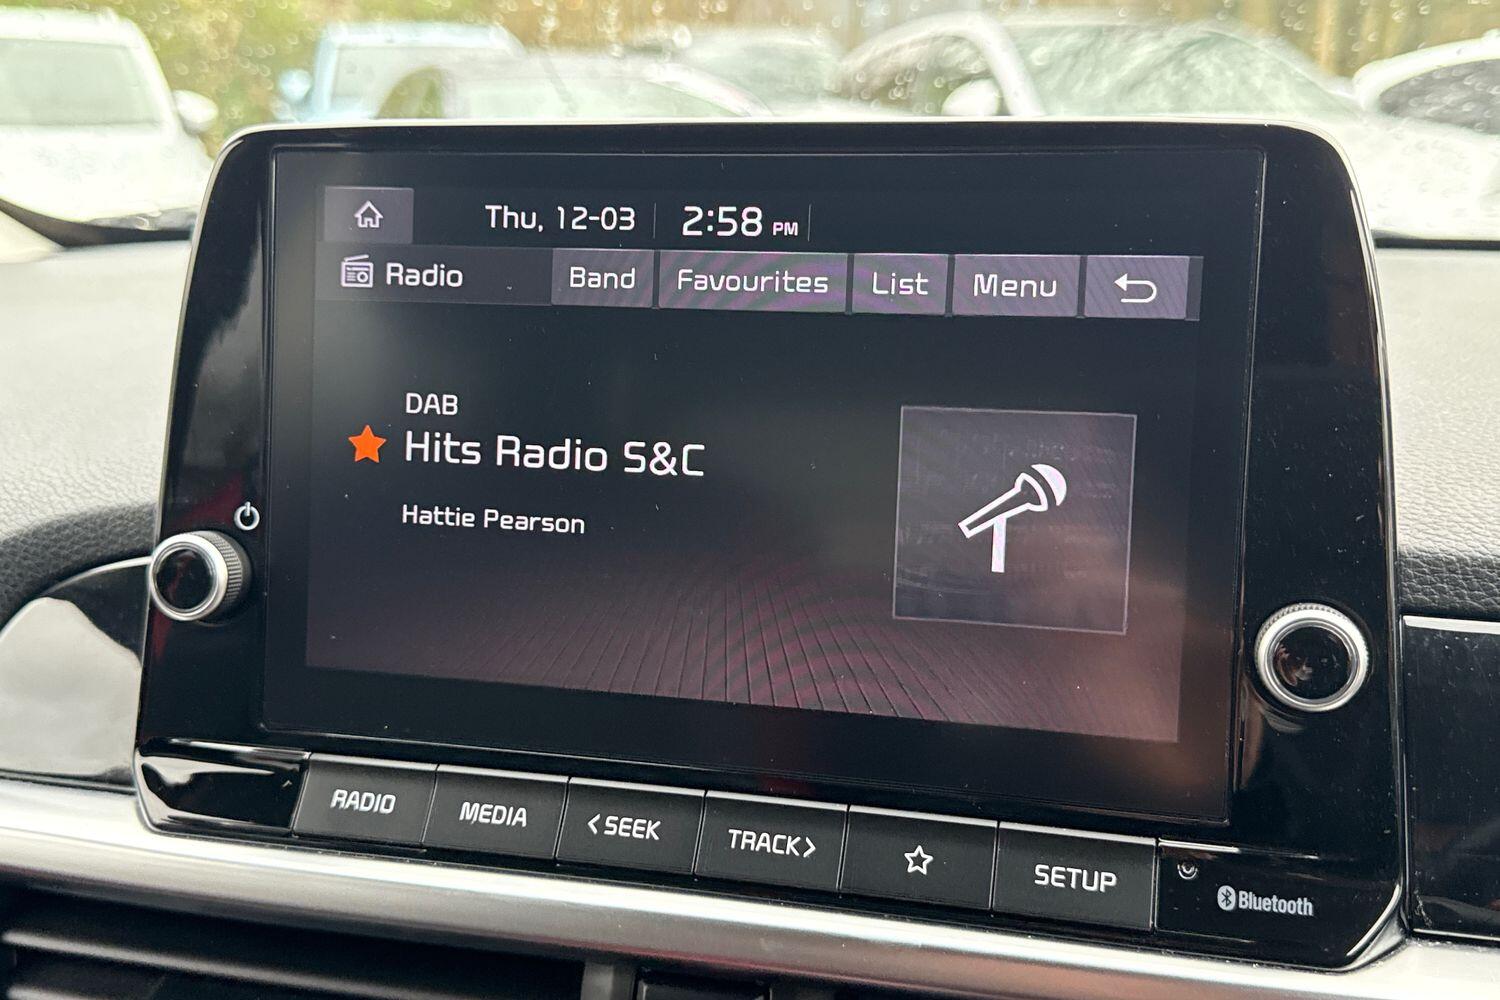 Thu, 12-03 2:58 PM
Radio Band Favourites List Menu
DAB
Hits Radio S&C
Hattie Pearson
RADIO MEDIA <SEEK TRACK> SETUP
Bluetooth